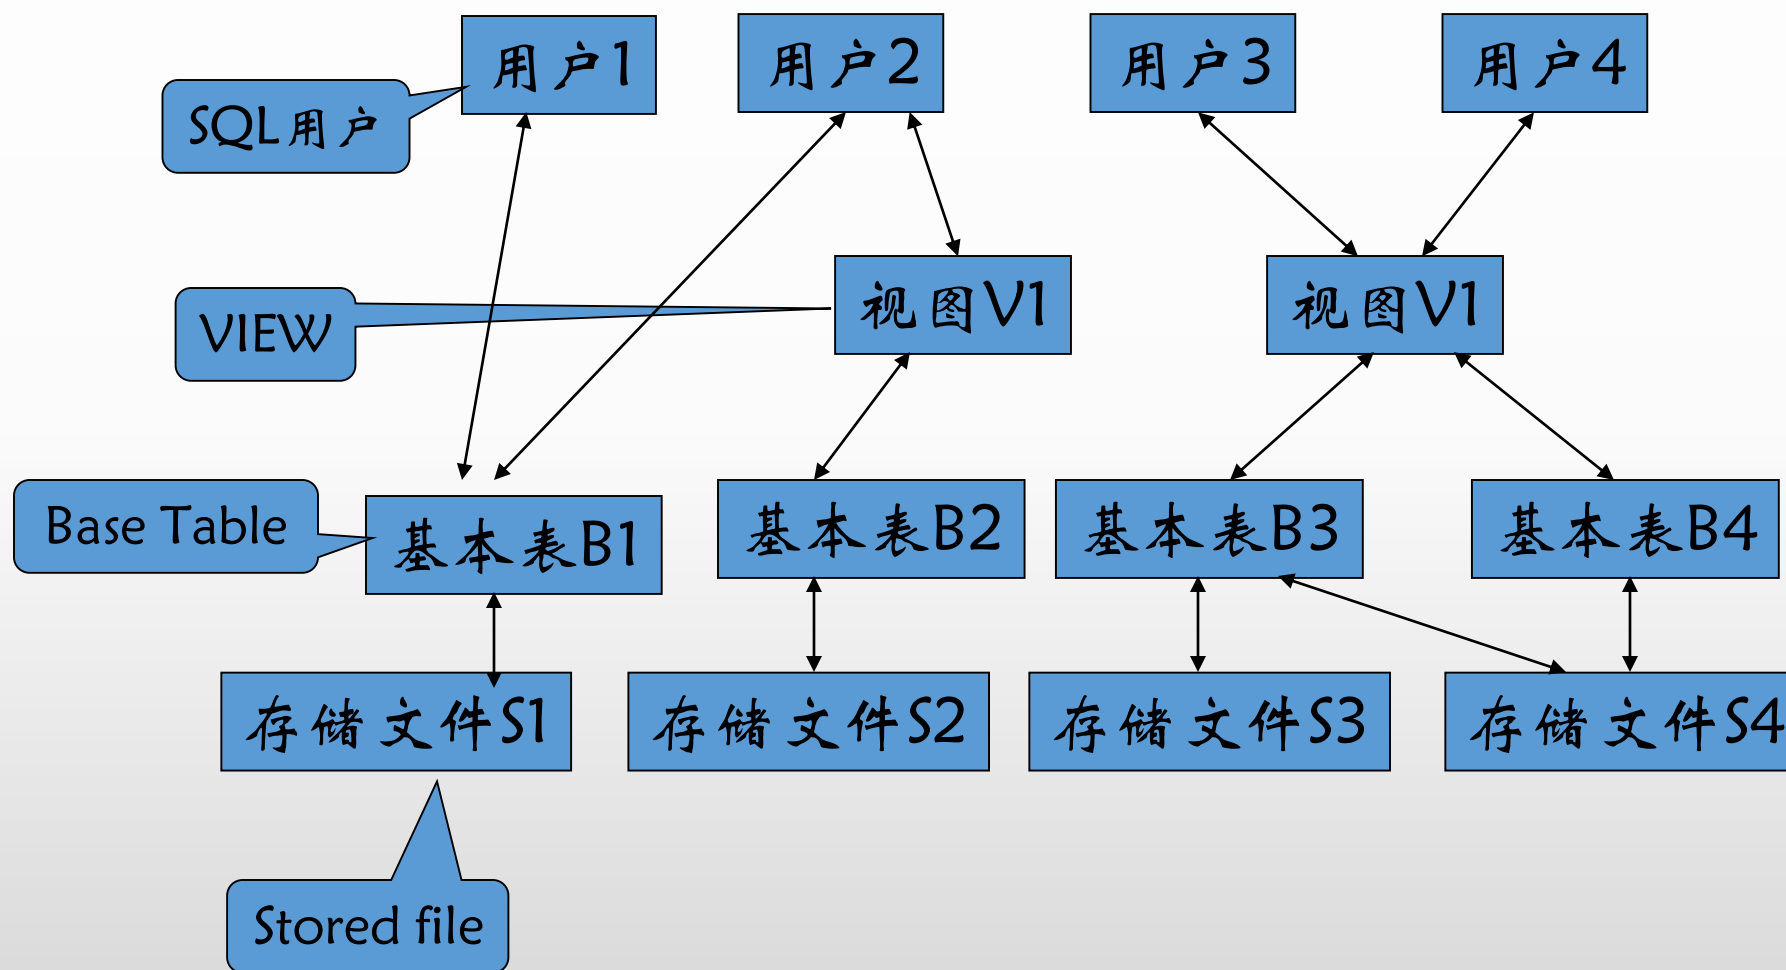 用户1
用户2
用户3
用户4
SQL用户
视图V1
视图V1
VIEW
Base Table
基本表B1
基本表B2
基本表B3
基本表B4
存储文件S1
存储文件S2
存储文件S3
存储文件S4
Stored file